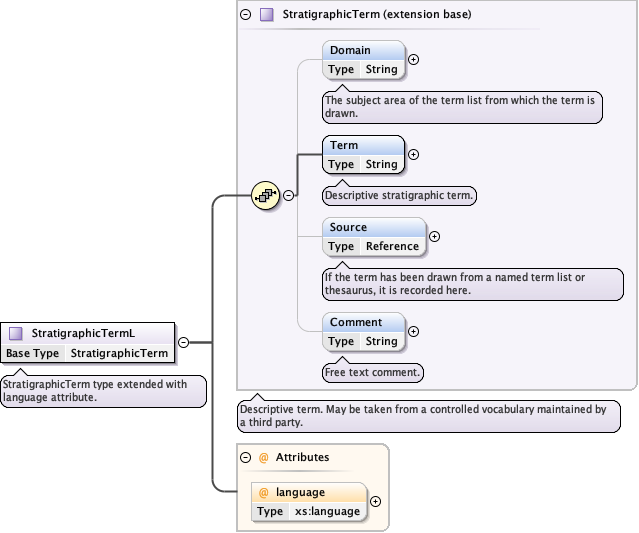 StratigraphicTerm (extension base)
Domain
Type String
The subject area of the term list from which the term is
drawn.
Term
Type String
Descriptive stratigraphic term.
Source
Type Reference
If the term has been drawn from a named term list or
thesaurus, it is recorded here.
Comment
Type String
Free text comment.
StratigraphicTermL
Base Type StratigraphicTerm
StratigraphicTerm type extended with
language attribute.
Descriptive term. May be taken from a controlled vocabulary maintained by
a third party.
@ Attributes
@ language
Type xs:language